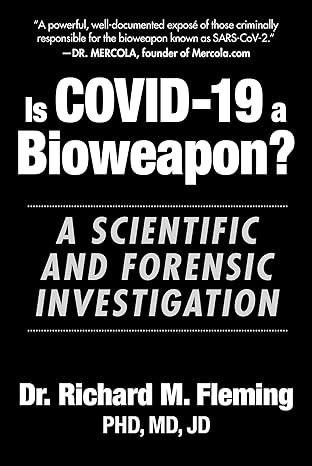 “A powerful, well-documented exposé of those criminally
responsible for the bioweapon known as SARS-CoV-2.”
—DR. MERCOLA, founder of Mercola.com
Is COVID-19 a
Bioweapon?
A SCIENTIFIC
AND FORENSIC
INVESTIGATION
Dr. Richard M. Fleming
PHD, MD, JD